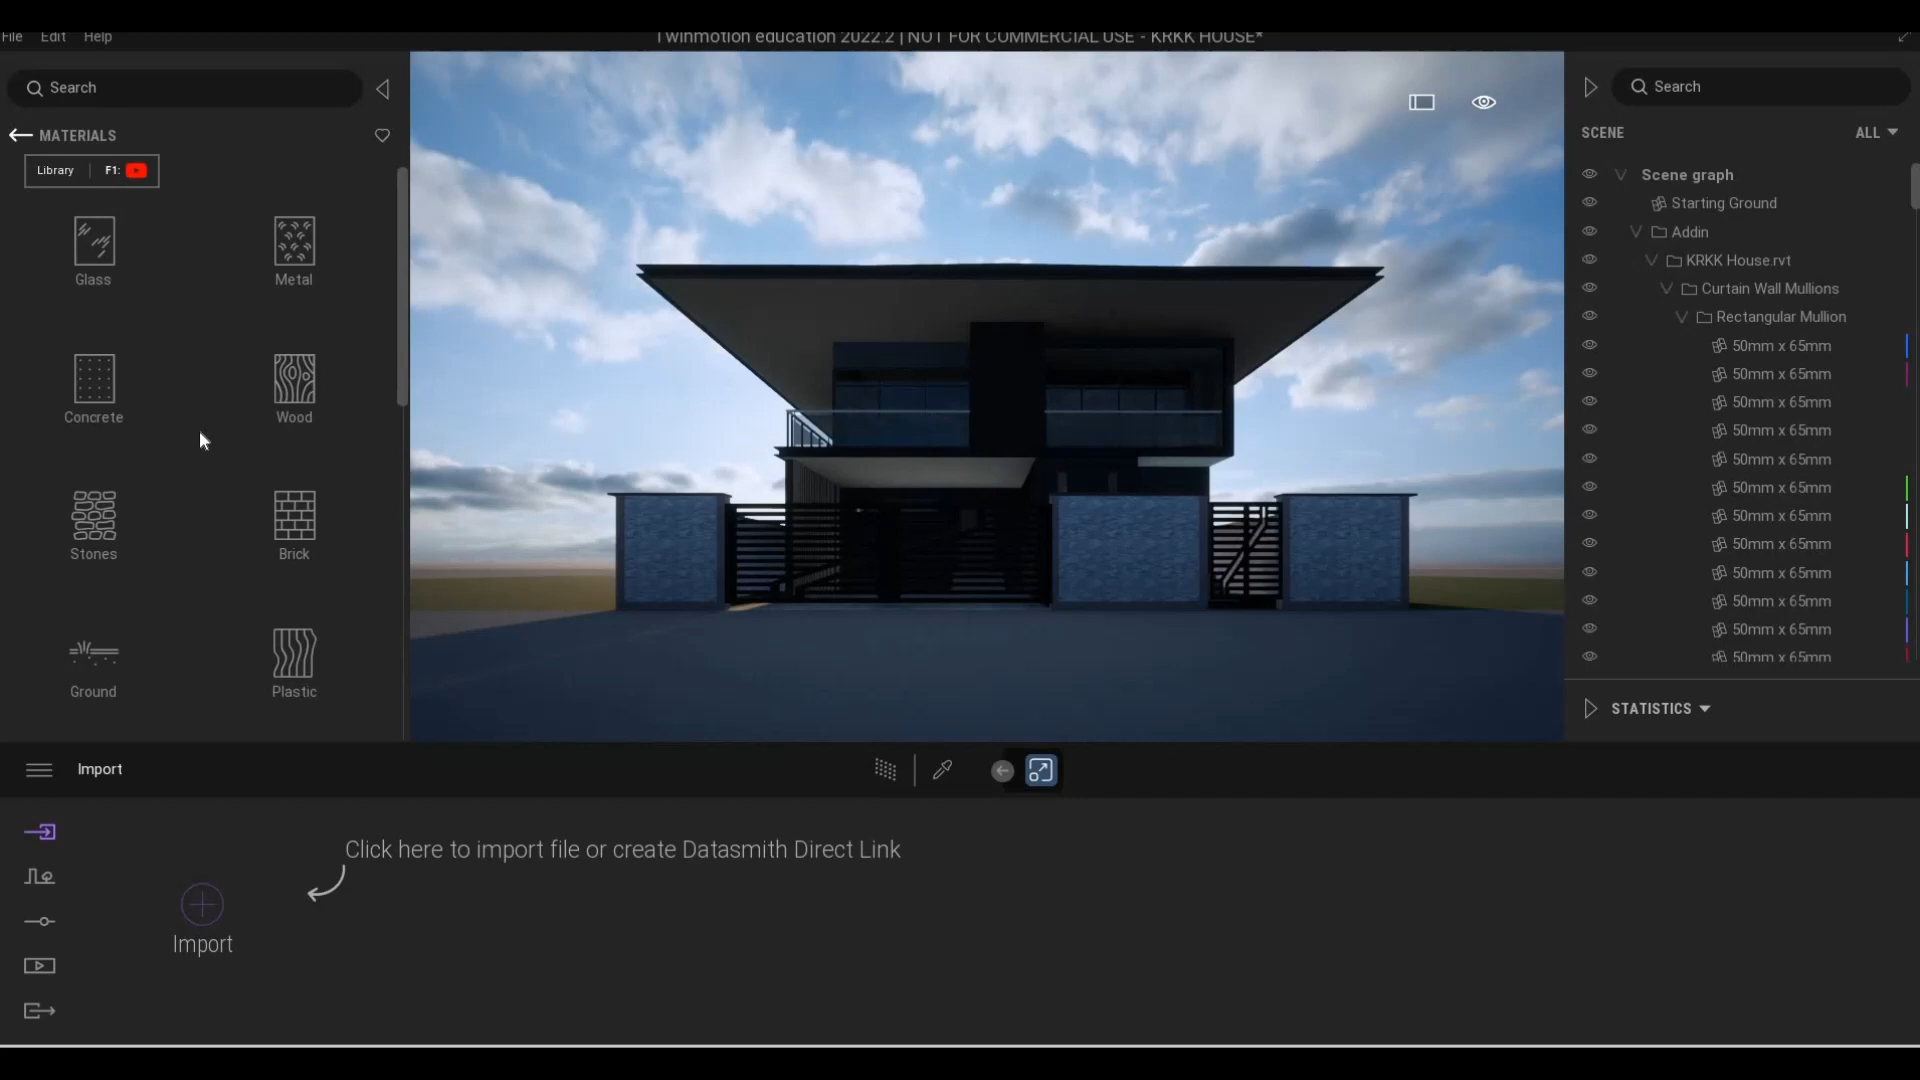 File Edit Help
Twinmotion education 2022.2 | NOT FOR COMMERCIAL USE - KRKK HOUSE*
Search
MATERIALS
Library F1:
Glass Metal
Concrete Wood
Stones Brick
Ground Plastic
Search
SCENE ALL
Scene graph
Starting Ground
Addin
KRKK House.rvt
Curtain Wall Mullions
Rectangular Mullion
50mm x 65mm
50mm x 65mm
50mm x 65mm
50mm x 65mm
50mm x 65mm
50mm x 65mm
50mm x 65mm
50mm x 65mm
50mm x 65mm
50mm x 65mm
50mm x 65mm
50mm x 65mm
STATISTICS
Import
Click here to import file or create Datasmith Direct Link
Import